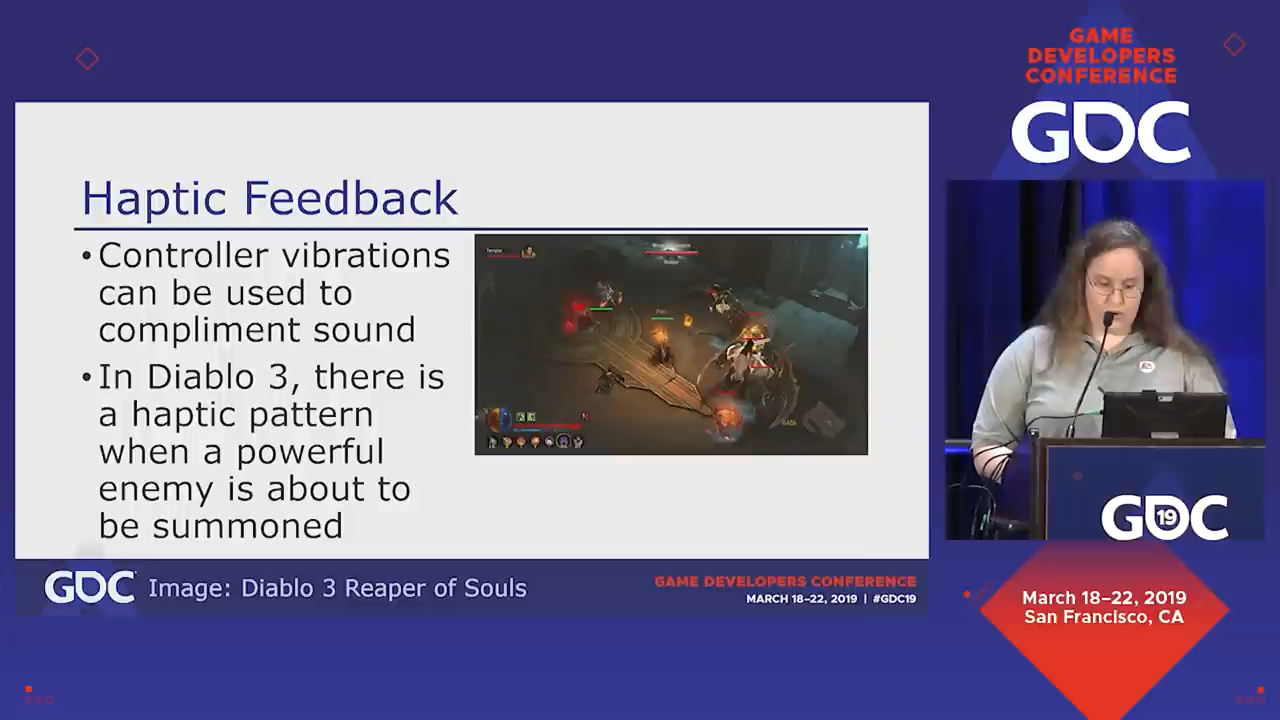 GAME
DEVELOPERS
CONFERENCE
GDC
Haptic Feedback
•Controller vibrations
can be used to
compliment sound
•In Diablo 3, there is
a haptic pattern
when a powerful
enemy is about to
be summoned
GDC
Image: Diablo 3 Reaper of Souls
GAME DEVELOPERS CONFERENCE
MARCH 18–22, 2019 | #GDC19
GDC
19
March 18–22, 2019
San Francisco, CA